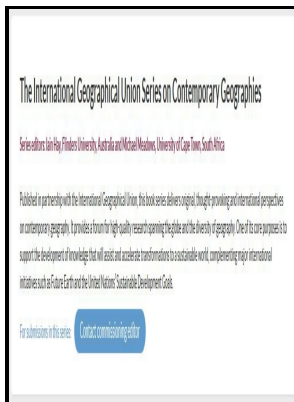 The International Geographical Union Series on Contemporary Geographies
Series editors: Iain Hay, Flinders University, Australia and Michael Meadows, University of Cape Town, South Africa
Published in partnership with the International Geographical Union, this book series delivers original, thought-provoking and international perspectives
on contemporary geography. It provides a forum for high-quality research spanning the globe and the diversity of geography. One of its core purposes is to
support the development of knowledge that will assist and accelerate transformations to a sustainable world, complementing major international
initiatives such as Future Earth and the United Nations' Sustainable Development Goals.
For submissions in this series: Contact commissioning editor